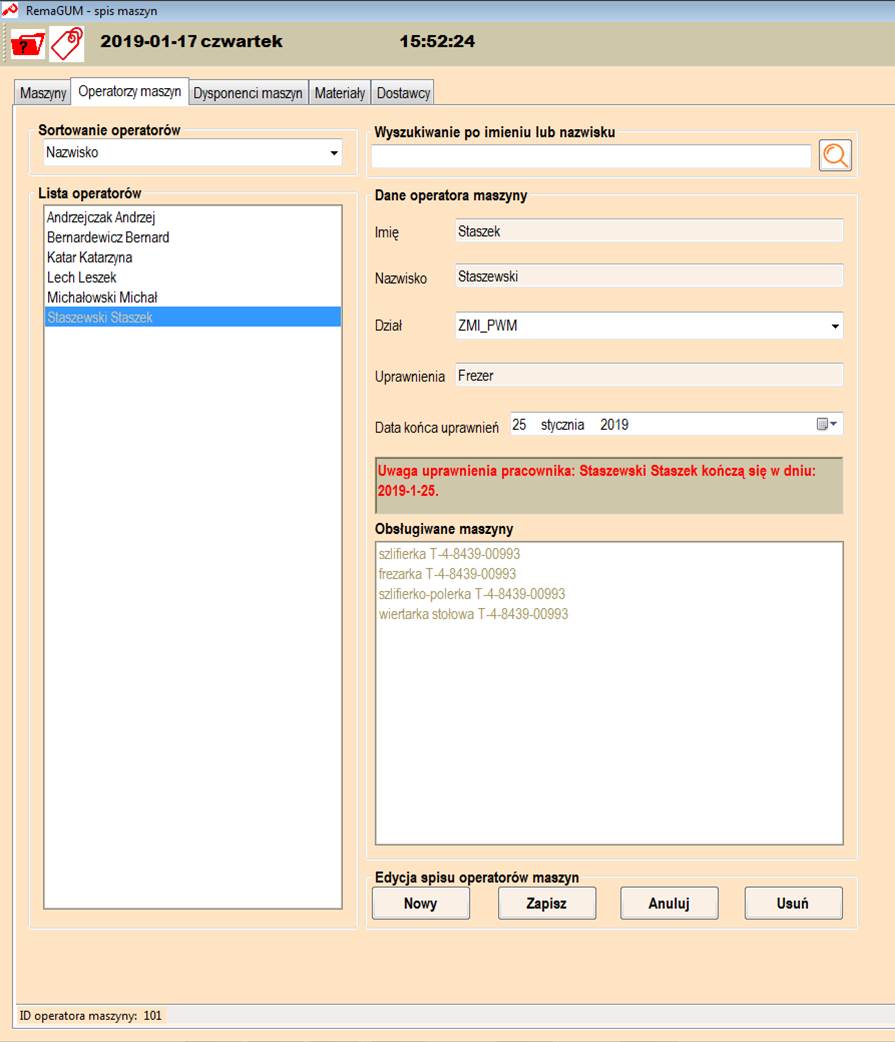 RemaGUM - spis maszyn
?
2019-01-17 czwartek 15:52:24
Maszyny Operatorzy maszyn Dysponenci maszyn Materiały Dostawcy
Sortowanie operatorów
Nazwisko
Lista operatorów
Andrzejczak Andrzej
Bernardewicz Bernard
Katar Katarzyna
Lech Leszek
Michałowski Michał
Staszewski Staszek
Wyszukiwanie po imieniu lub nazwisku
Dane operatora maszyny
Imię Staszek
Nazwisko Staszewski
Dział ZMI_PWM
Uprawnienia Frezer
Data końca uprawnień 25 stycznia 2019
Uwaga uprawnienia pracownika: Staszewski Staszek kończą się w dniu:
2019-1-25.
Obsługiwane maszyny
szlifierka T-4-8439-00993
frezarka T-4-8439-00993
szlifierko-polerka T-4-8439-00993
wiertarka stołowa T-4-8439-00993
Edycja spisu operatorów maszyn
Nowy Zapisz Anuluj Usuń
ID operatora maszyny: 101